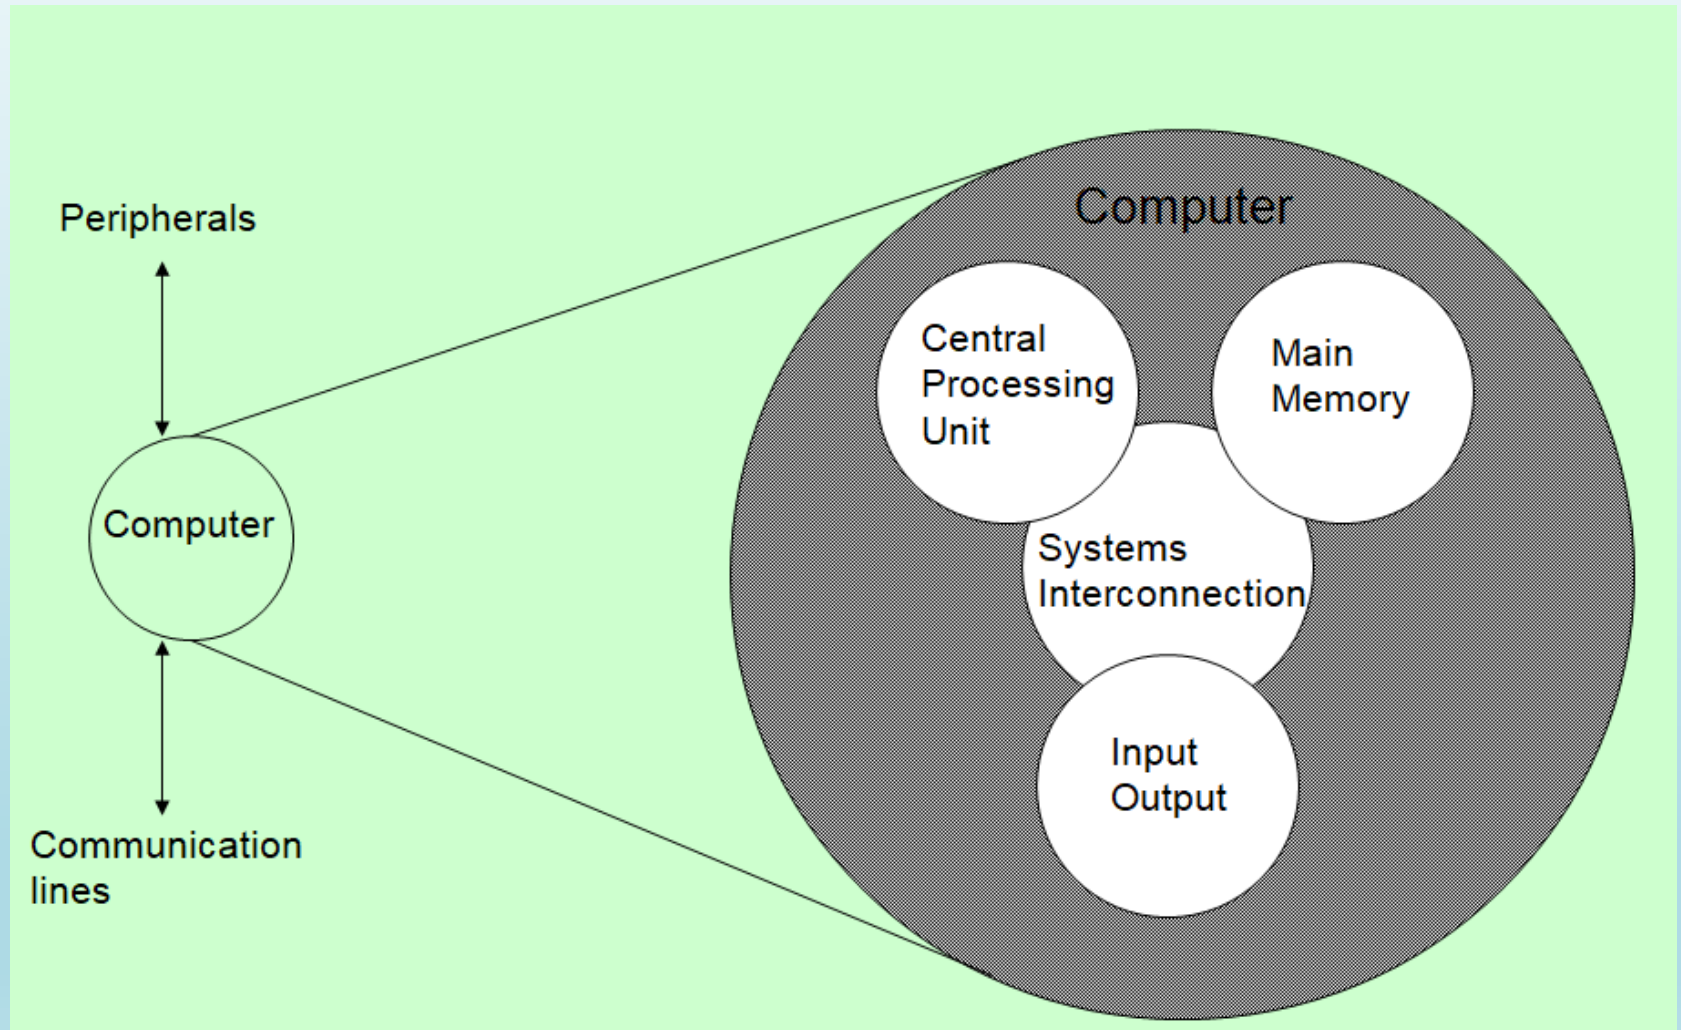 Peripherals
Computer
Communication
lines
Computer
Central
Processing
Unit
Main
Memory
Systems
Interconnection
Input
Output